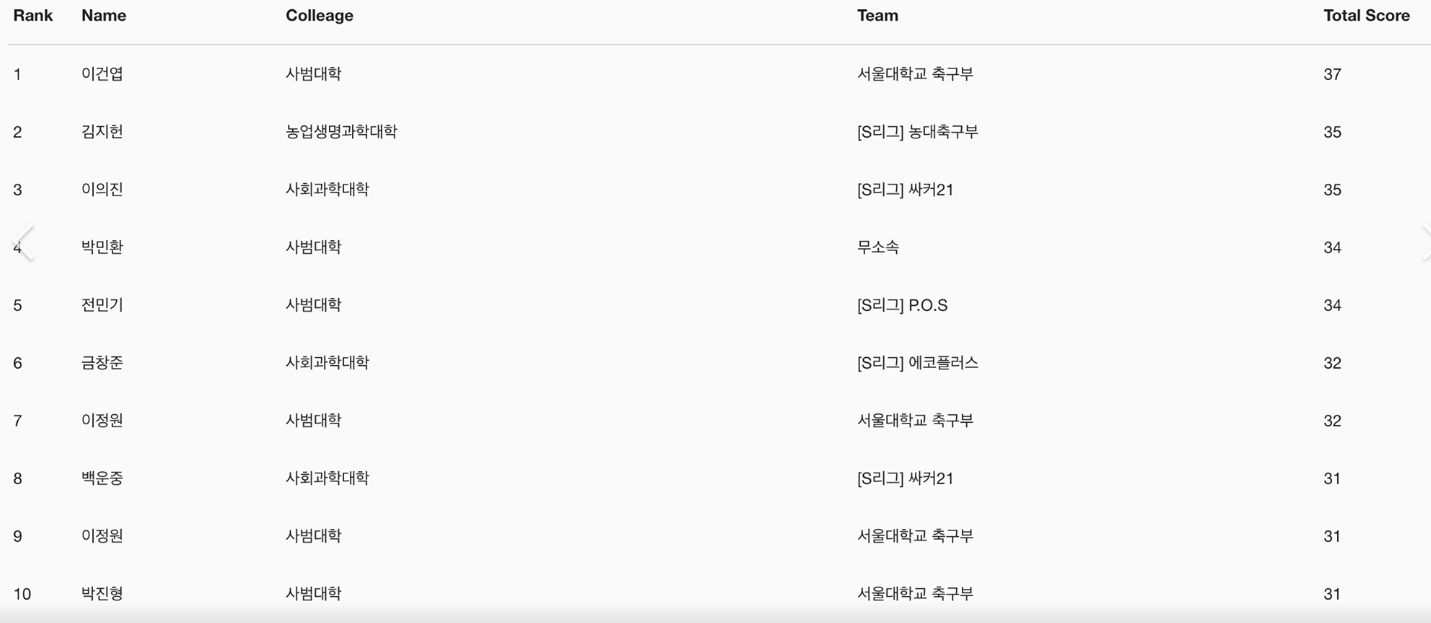 Rank Name Colleage Team Total Score
1 이건엽 사범대학 서울대학교 축구부 37
2 김지헌 농업생명과학대학 [S리그] 농대축구부 35
3 이의진 사회과학대학 [S리그] 싸커21 35
4 박민환 사범대학 무소속 34
5 전민기 사범대학 [S리그] P.O.S 34
6 금창준 사회과학대학 [S리그] 에코플러스 32
7 이정원 사범대학 서울대학교 축구부 32
8 백운중 사회과학대학 [S리그] 싸커21 31
9 이정원 사범대학 서울대학교 축구부 31
10 박진형 사범대학 서울대학교 축구부 31